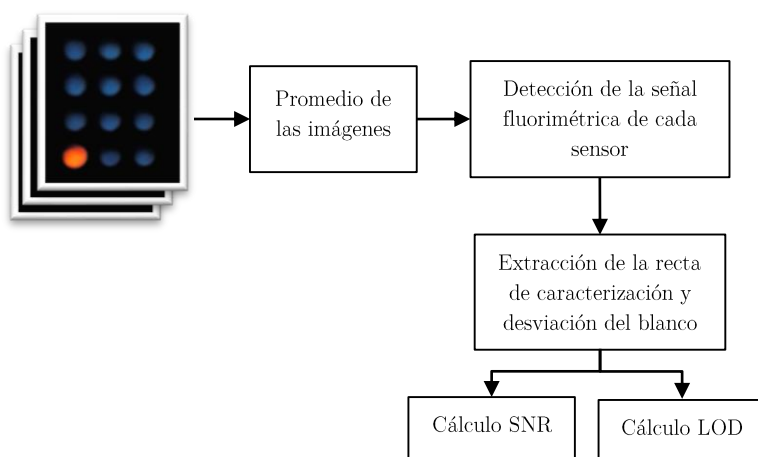 Promedio de
las imágenes
Detección de la señal
fluorimétrica de cada
sensor
Extracción de la recta
de caracterización y
desviación del blanco
Cálculo SNR
Cálculo LOD